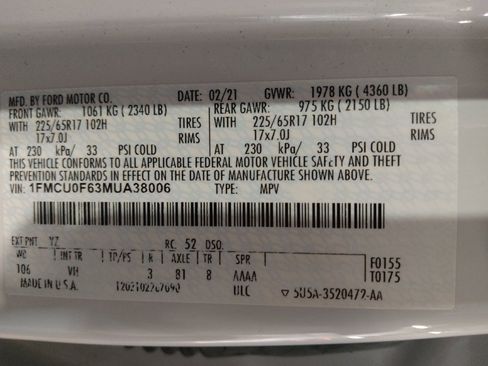 MFD. BY FORD MOTOR CO. DATE: 02/21 GVWR: 1978 KG ( 4360 LB)
FRONT GAWR: 1061 KG ( 2340 LB) REAR GAWR: 975 KG ( 2150 LB)
WITH 225/65R17 102H TIRES WITH 225/65R17 102H TIRES
17x7.0J RIMS 17x7.0J RIMS
AT 230 kPa/ 33 PSI COLD AT 230 kPa/ 33 PSI COLD
THIS VEHICLE CONFORMS TO ALL APPLICABLE FEDERAL MOTOR VEHICLE SAFETY AND THEFT
PREVENTION STANDARDS IN EFFECT ON THE DATE OF MANUFACTURE SHOWN ABOVE.
VIN: 1FMCU0F63MUA38006 TYPE: MPV
EXT PNT YZ RC: 52 DSO:
WB INT TR TP/PS R AXLE TR SPR F0155
106 VH 3 81 8 AAAA T0175
MADE IN U.S.A. ULC ▽ 5U5A-3520472-AA